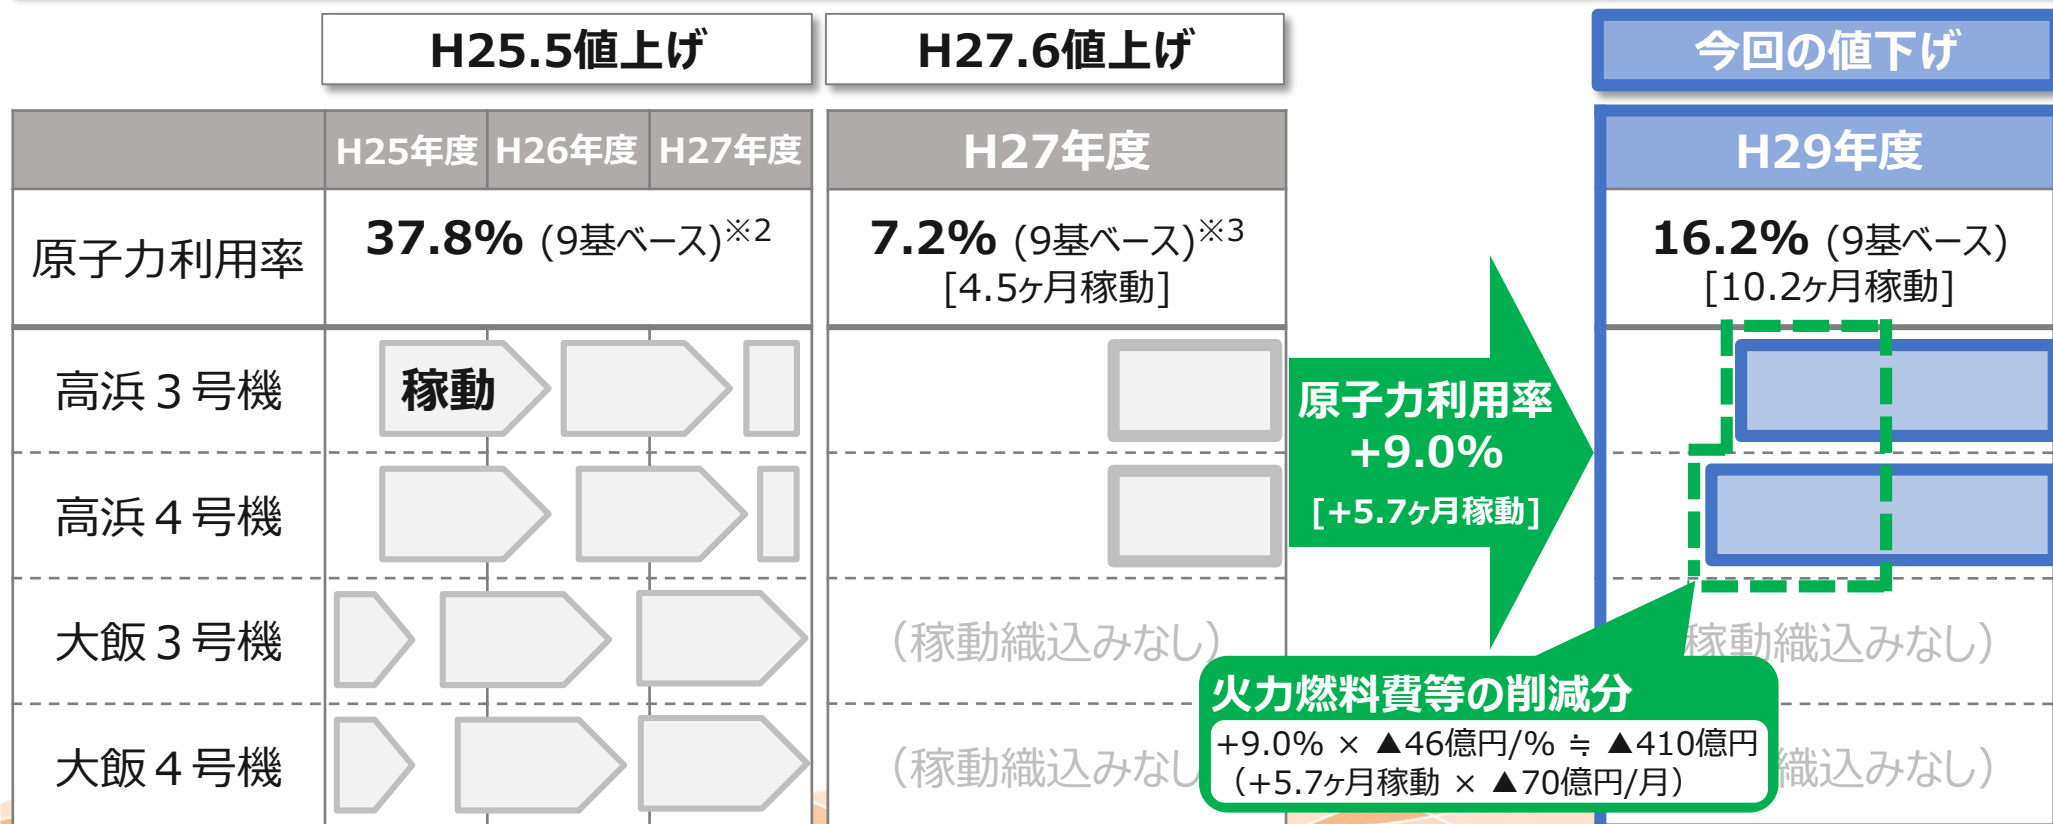 H25.5値上げ
H27.6値上げ
今回の値下げ
H25年度 H26年度 H27年度
H27年度
H29年度
原子力利用率
37.8% (9基ベース)※2
7.2% (9基ベース)※3
[4.5ヶ月稼動]
16.2% (9基ベース)
[10.2ヶ月稼動]
原子力利用率
+9.0%
[+5.7ヶ月稼動]
高浜３号機
稼動
高浜４号機
大飯３号機
（稼動織込みなし）
稼動織込みなし）
大飯４号機
（稼動織込みなし
織込みなし）
火力燃料費等の削減分
+9.0% × ▲46億円/% ≒ ▲410億円
（+5.7ヶ月稼動 × ▲70億円/月）